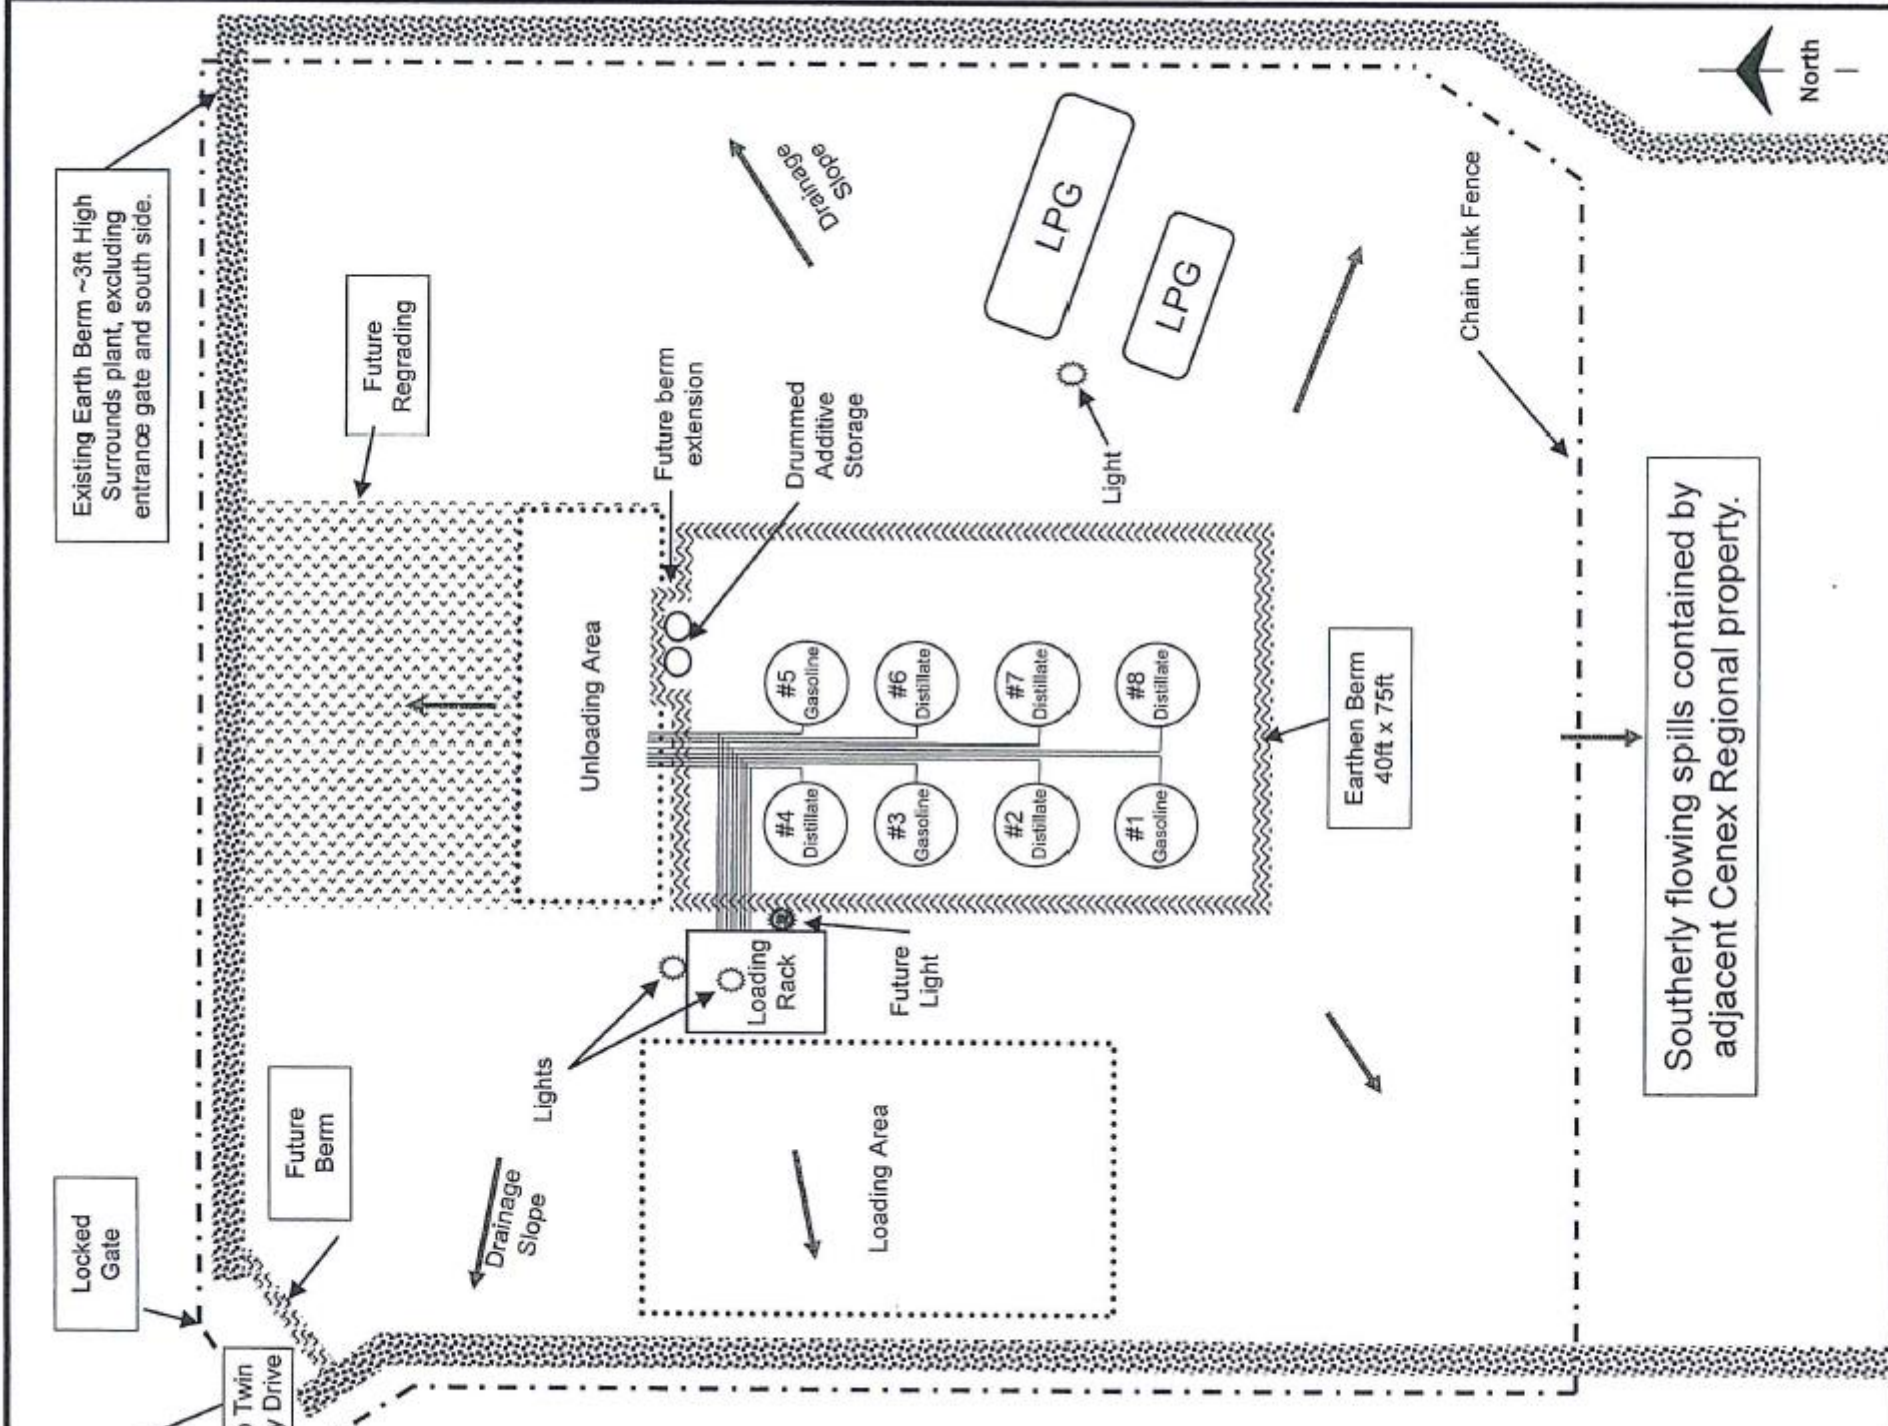 Existing Earth Berm ~3ft High
Surrounds plant, excluding
entrance gate and south side.
North
Drainage
Slope
LPG
LPG
Chain Link Fence
Future
Regrading
Future berm
extension
Drummed
Additive
Storage
Light
Unloading Area
#5
Gasoline
#6
Distillate
#7
Distillate
#8
Distillate
#4
Distillate
#3
Gasoline
#2
Distillate
#1
Gasoline
Earthen Berm
40ft x 75ft
Southerly flowing spills contained by
adjacent Cenex Regional property.
Loading
Rack
Future
Light
Lights
Future
Berm
Drainage
Slope
Loading Area
Locked
Gate
Twin
Drive